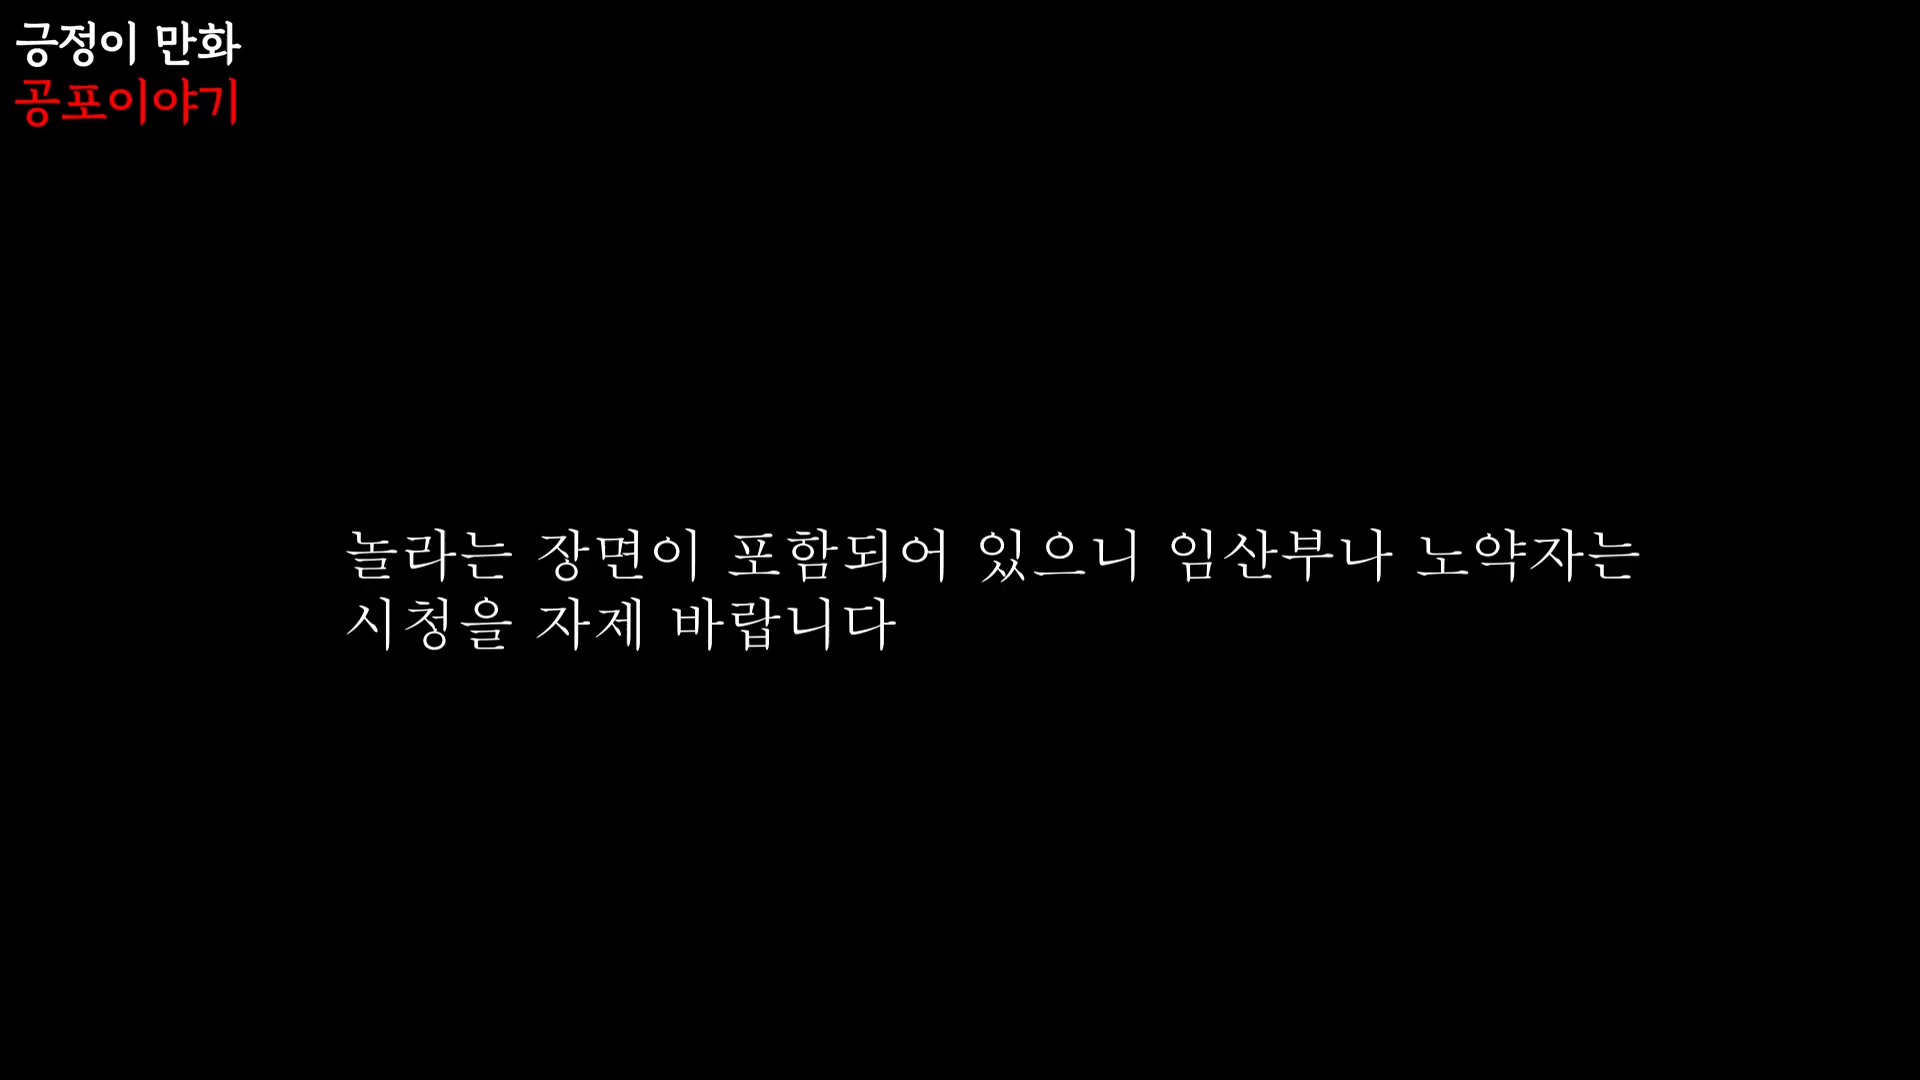 긍정이 만화
공포이야기
놀라는 장면이 포함되어 있으니 임산부나 노약자는
시청을 자제 바랍니다